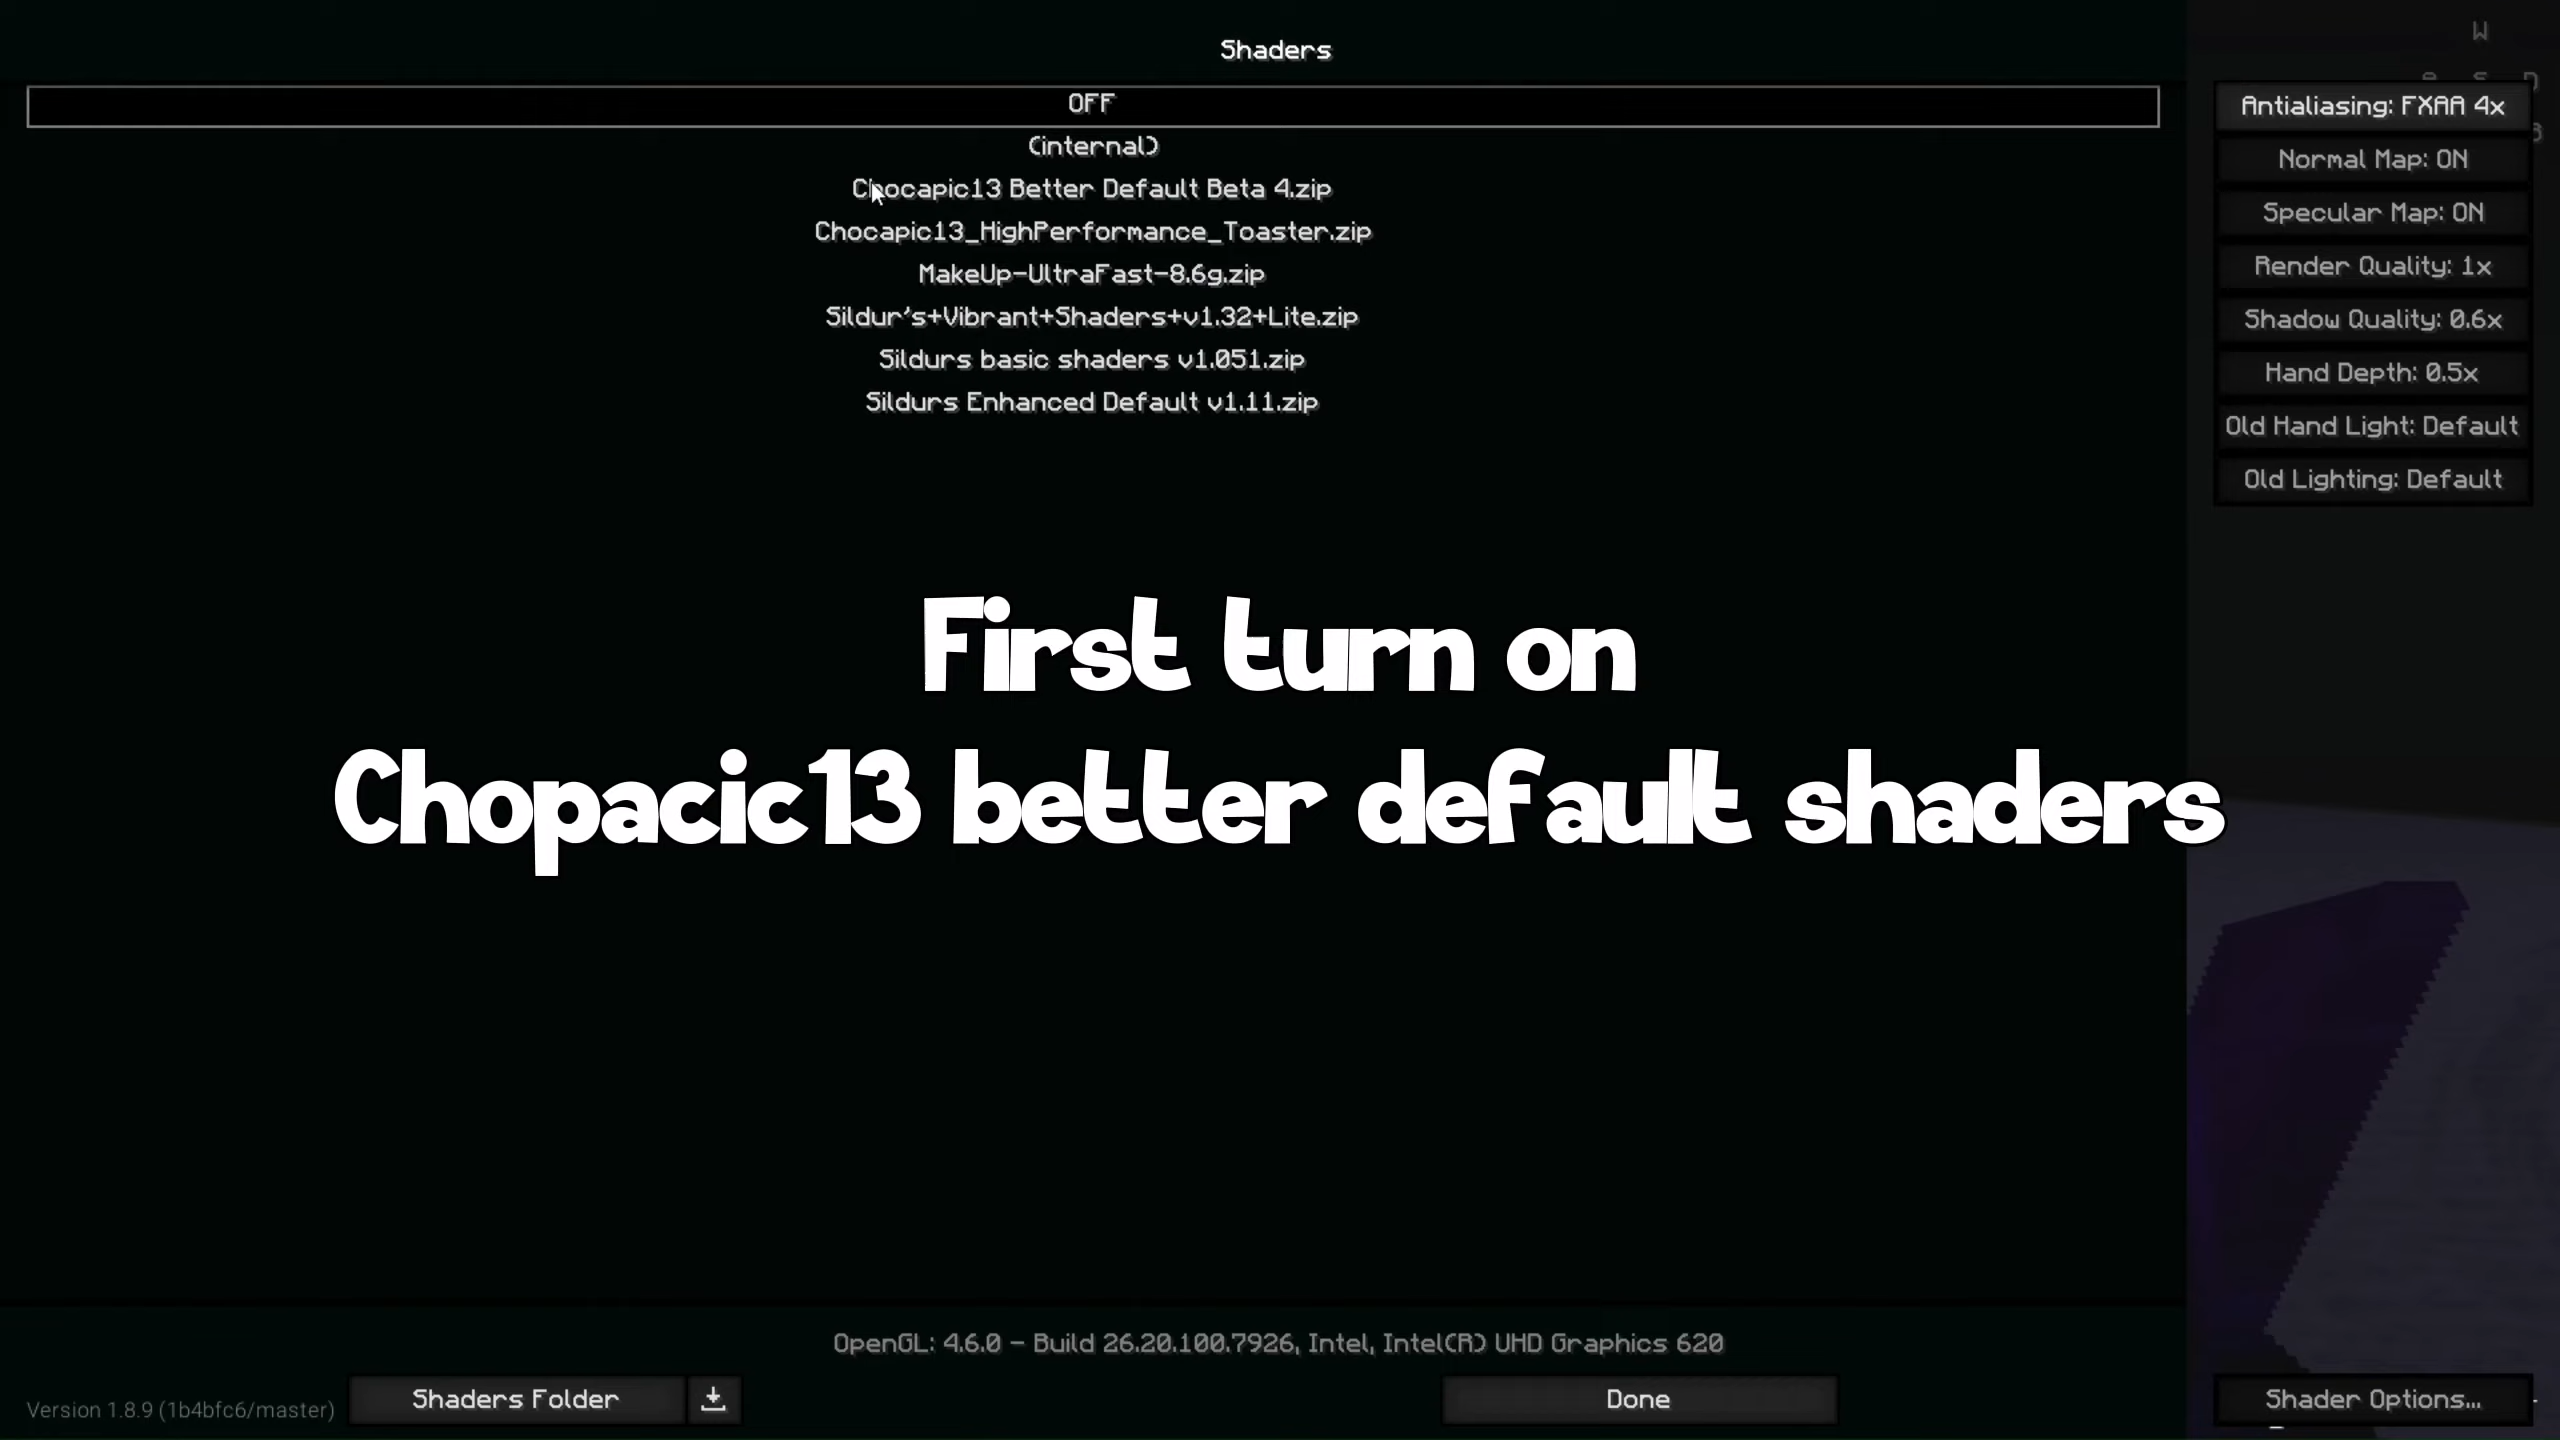 Shaders
W
A S D
OFF
(internal)
Chocapic13 Better Default Beta 4.zip
Chocapic13_HighPerformance_Toaster.zip
MakeUp-UltraFast-8.6g.zip
Sildur's+Vibrant+Shaders+v1.32+Lite.zip
Sildurs basic shaders v1.051.zip
Sildurs Enhanced Default v1.11.zip
Antialiasing: FXAA 4x
Normal Map: ON
Specular Map: ON
Render Quality: 1x
Shadow Quality: 0.6x
Hand Depth: 0.5x
Old Hand Light: Default
Old Lighting: Default
First turn on
Chopacic13 better default shaders
OpenGL: 4.6.0 - Build 26.20.100.7926, Intel, Intel(R) UHD Graphics 620
Version 1.8.9 (1b4bfc6/master)
Shaders Folder
Done
Shader Options...